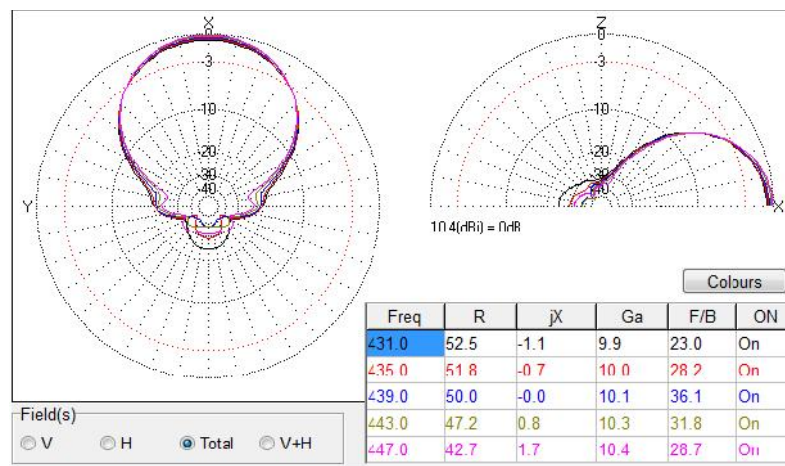 X
0
-3
-10
-20
-30
-40
Y
Z
0
-3
-10
-20
-30
-40
X
10.4(dBi) = 0dB
Colours
Freq R jX Ga F/B ON
431.0 52.5 -1.1 9.9 23.0 On
435.0 51.8 -0.7 10.0 28.2 On
439.0 50.0 -0.0 10.1 36.1 On
443.0 47.2 0.8 10.3 31.8 On
447.0 42.7 1.7 10.4 28.7 On
Field(s)
V H Total V+H